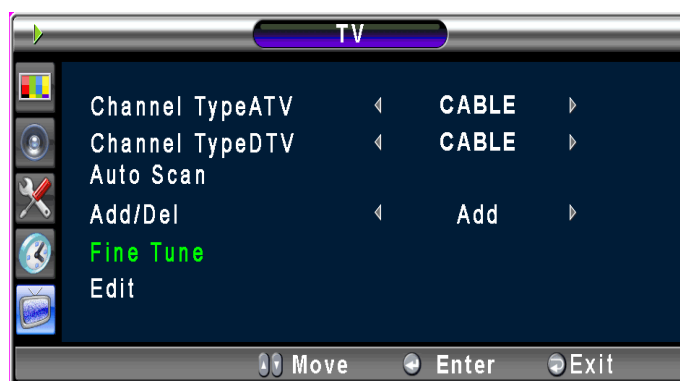 TV
Channel TypeATV CABLE
Channel TypeDTV CABLE
Auto Scan
Add/Del Add
Fine Tune
Edit
Move Enter Exit